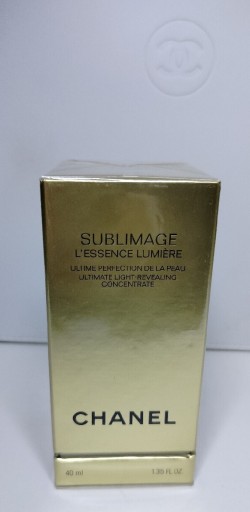 SUBLIMAGE
L'ESSENCE LUMIÈRE
ULTIME PERFECTION DE LA PEAU
ULTIMATE LIGHT-REVEALING
CONCENTRATE
CHANEL
40 ml 1.35 FL. OZ.